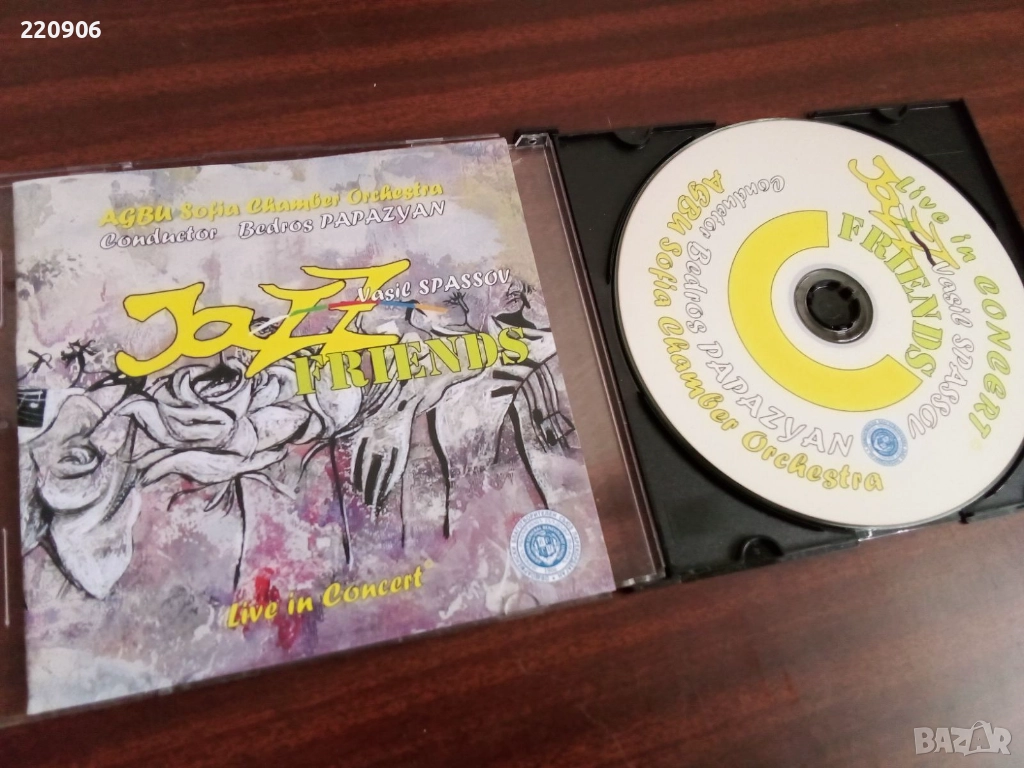 220906
AGBU Sofia Chamber Orchestra
Conductor Bedros PAPAZYAN
Vasil SPASSOV
JaZZ
FRIENDS
Live in Concert
Live in CONCERT
JaZZ
Vasil SPASSOV
FRIENDS
Conductor Bedros PAPAZYAN
AGBU Sofia Chamber Orchestra
BAZAR